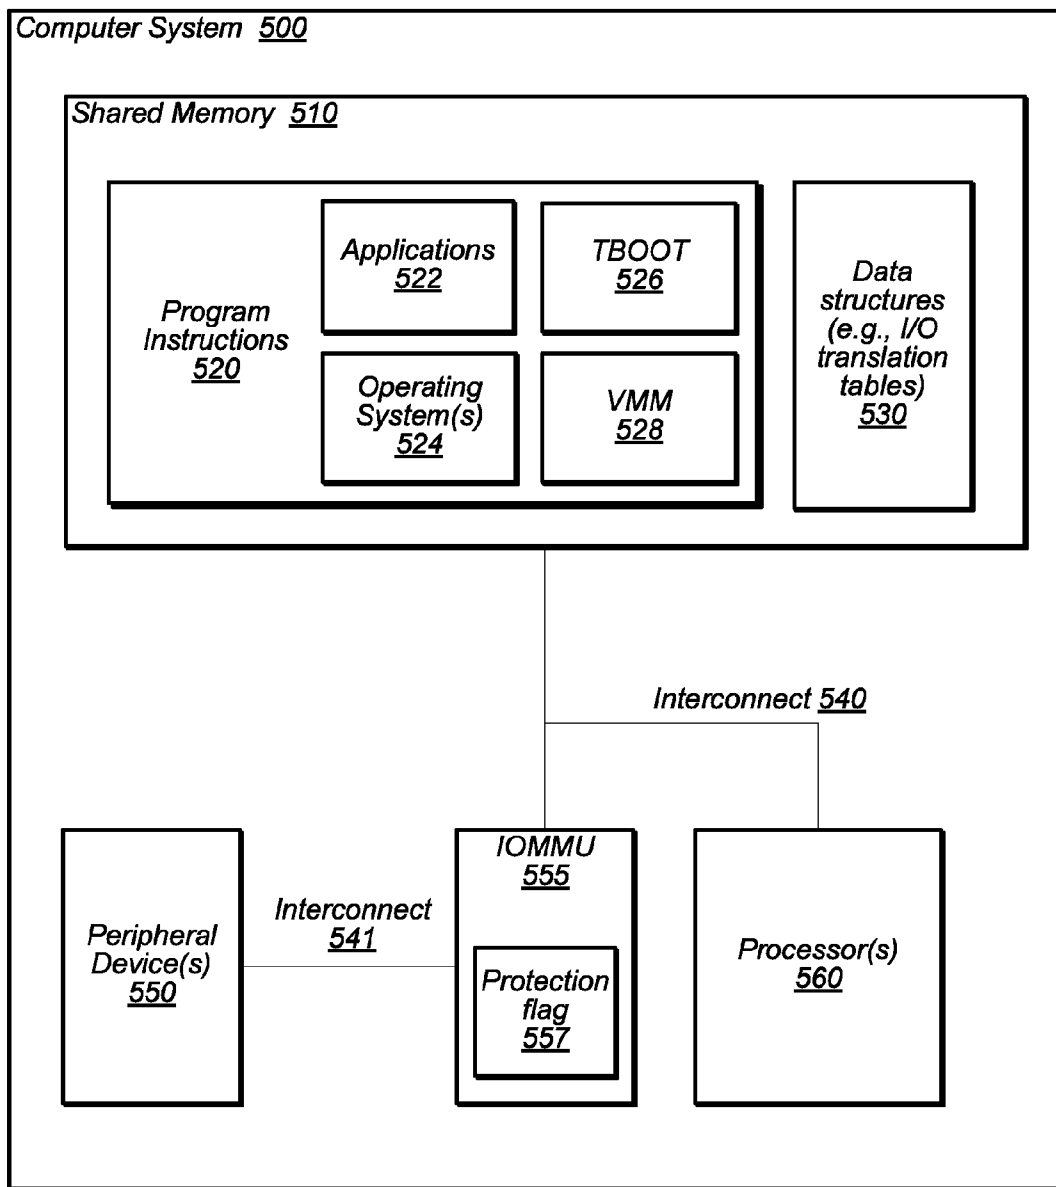 Computer System 500
Shared Memory 510
Program
Instructions
520
Applications
522
TBOOT
526
Operating
System(s)
524
VMM
528
Data
structures
(e.g., I/O
translation
tables)
530
Interconnect 540
Peripheral
Device(s)
550
Interconnect
541
IOMMU
555
Protection
flag
557
Processor(s)
560